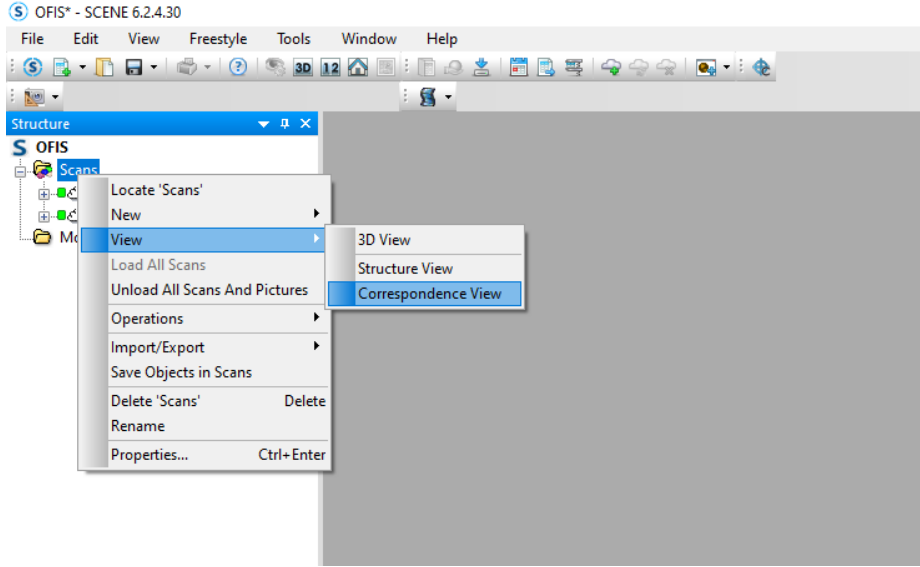 OFIS* - SCENE 6.2.4.30
File Edit View Freestyle Tools Window Help
3D 12
Structure
OFIS
Scans
Locate 'Scans'
New
View
3D View
Load All Scans
Structure View
Unload All Scans And Pictures
Correspondence View
Operations
Import/Export
Save Objects in Scans
Delete 'Scans' Delete
Rename
Properties... Ctrl+Enter